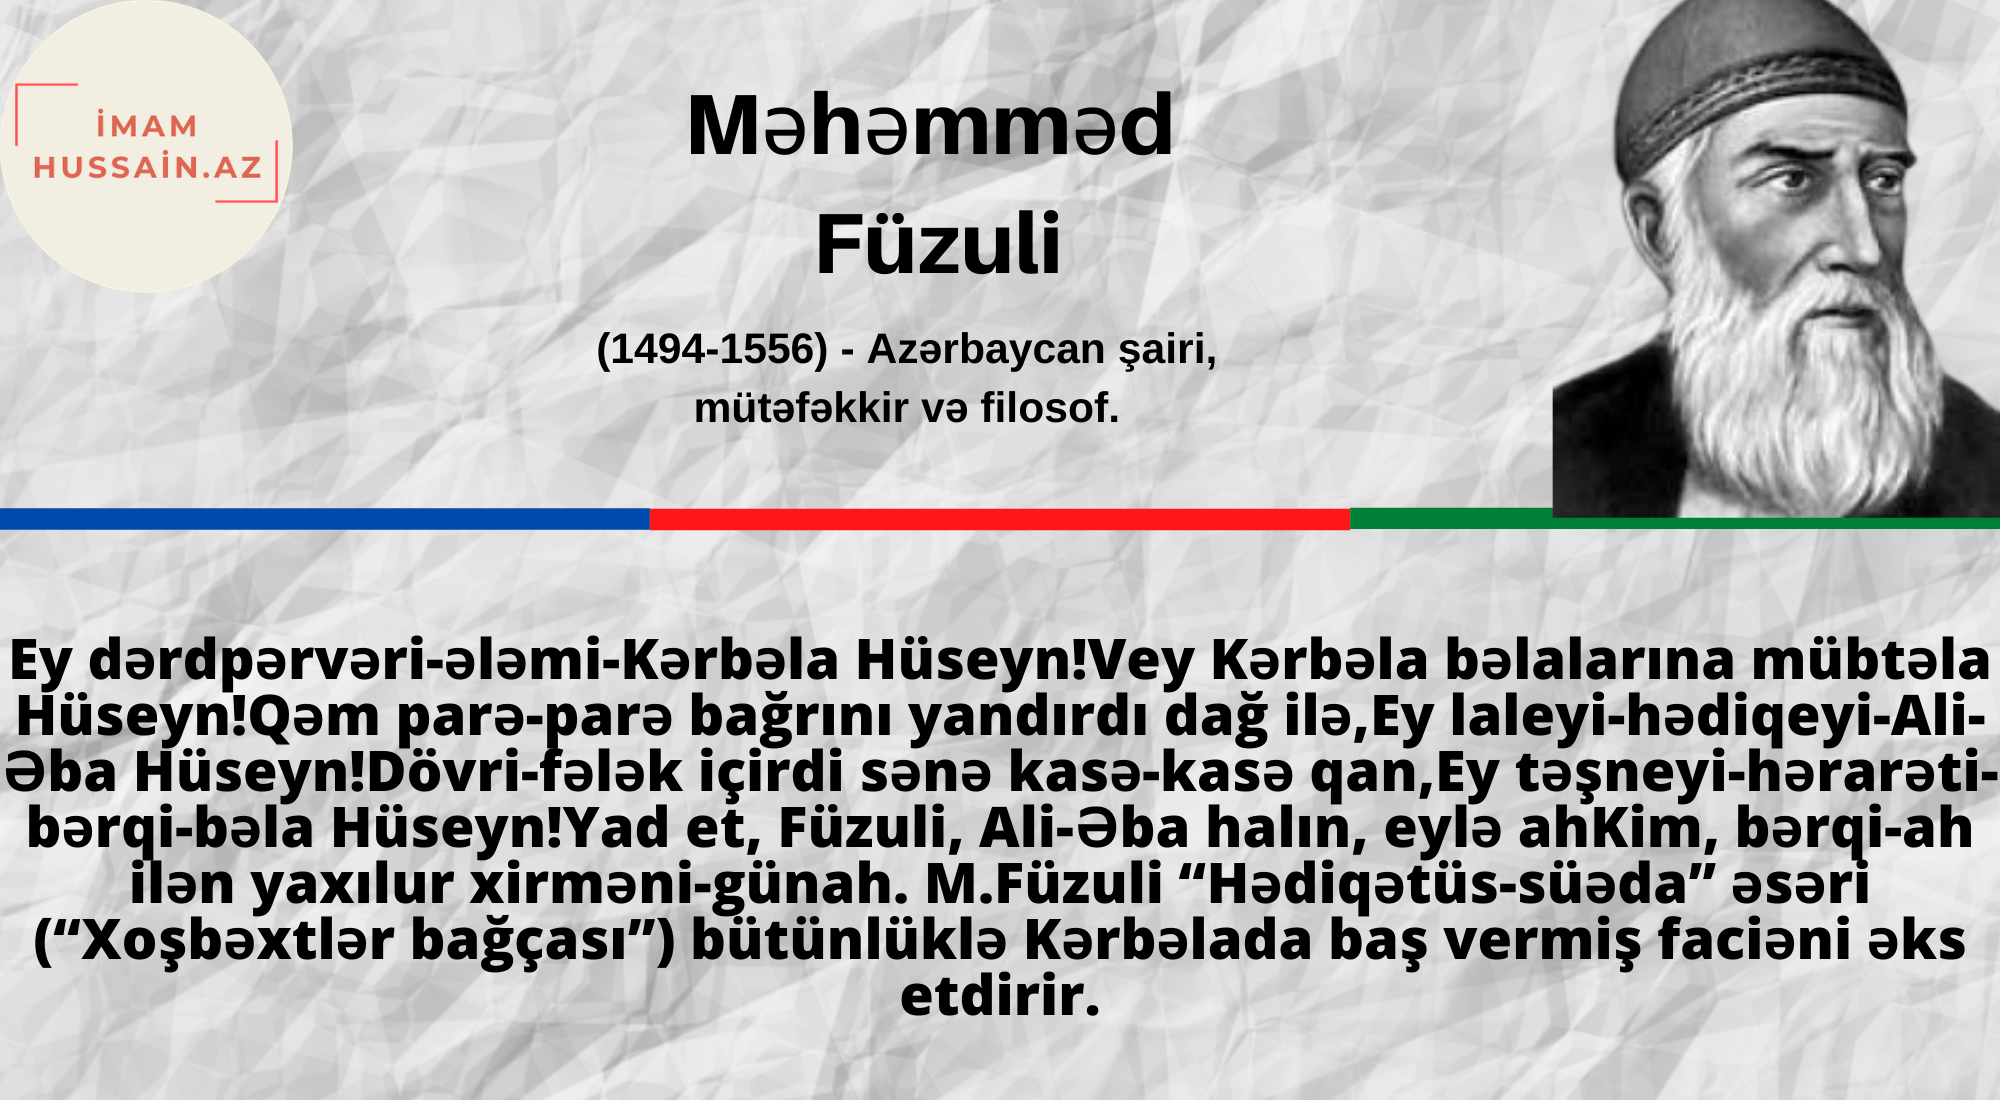 İMAM
HUSSAİN.AZ
Məhəmməd
Füzuli
(1494-1556) - Azərbaycan şairi,
mütəfəkkir və filosof.
Ey dərdpərvəri-ələmi-Kərbəla Hüseyn!Vey Kərbəla bəlalarına mübtəla
Hüseyn!Qəm parə-parə bağrını yandırdı dağ ilə,Ey laleyi-hədiqeyi-Ali-
Əba Hüseyn!Dövri-fələk içirdi sənə kasə-kasə qan,Ey təşneyi-hərarəti-
bərqi-bəla Hüseyn!Yad et, Füzuli, Ali-Əba halın, eylə ahKim, bərqi-ah
ilən yaxılur xirməni-günah. M.Füzuli “Hədiqətüs-süəda” əsəri
(“Xoşbəxtlər bağçası”) bütünlüklə Kərbəlada baş vermiş faciəni əks
etdirir.